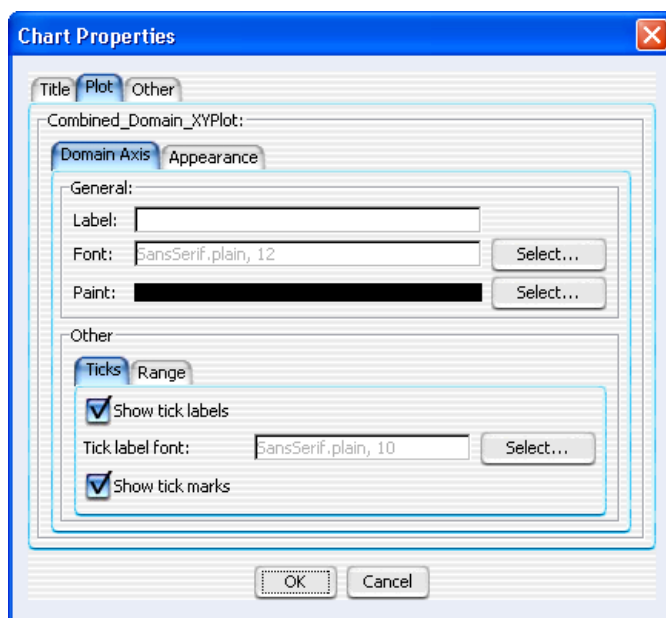 Chart Properties
Title Plot Other
Combined_Domain_XYPlot:
Domain Axis Appearance
General:
Label:
Font: SansSerif.plain, 12 Select...
Paint: Select...
Other
Ticks Range
Show tick labels
Tick label font: SansSerif.plain, 10 Select...
Show tick marks
OK Cancel